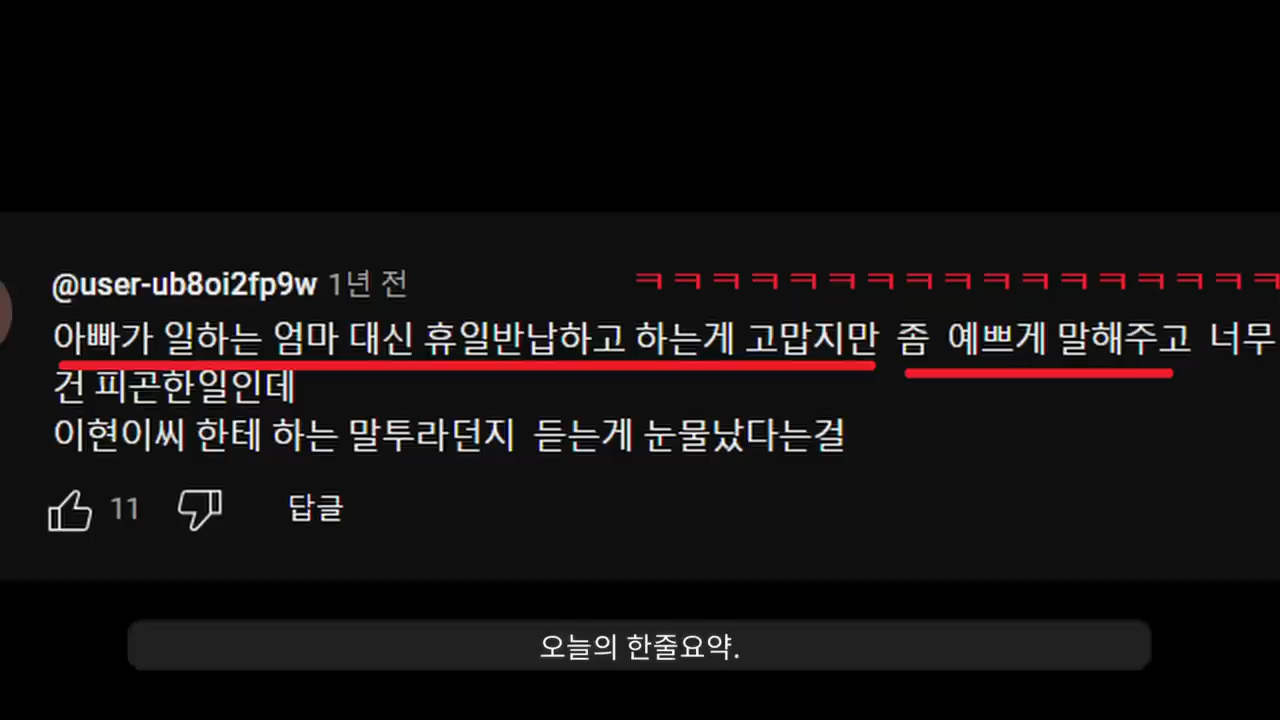 @user-ub8oi2fp9w 1년 전
ㅋㅋㅋㅋㅋㅋㅋㅋㅋㅋㅋㅋㅋㅋㅋㅋㅋ
아빠가 일하는 엄마 대신 휴일반납하고 하는게 고맙지만 좀 예쁘게 말해주고 너무
건 피곤한일인데
이현이씨 한테 하는 말투라던지 듣는게 눈물났다는걸
11 답글
오늘의 한줄요약.